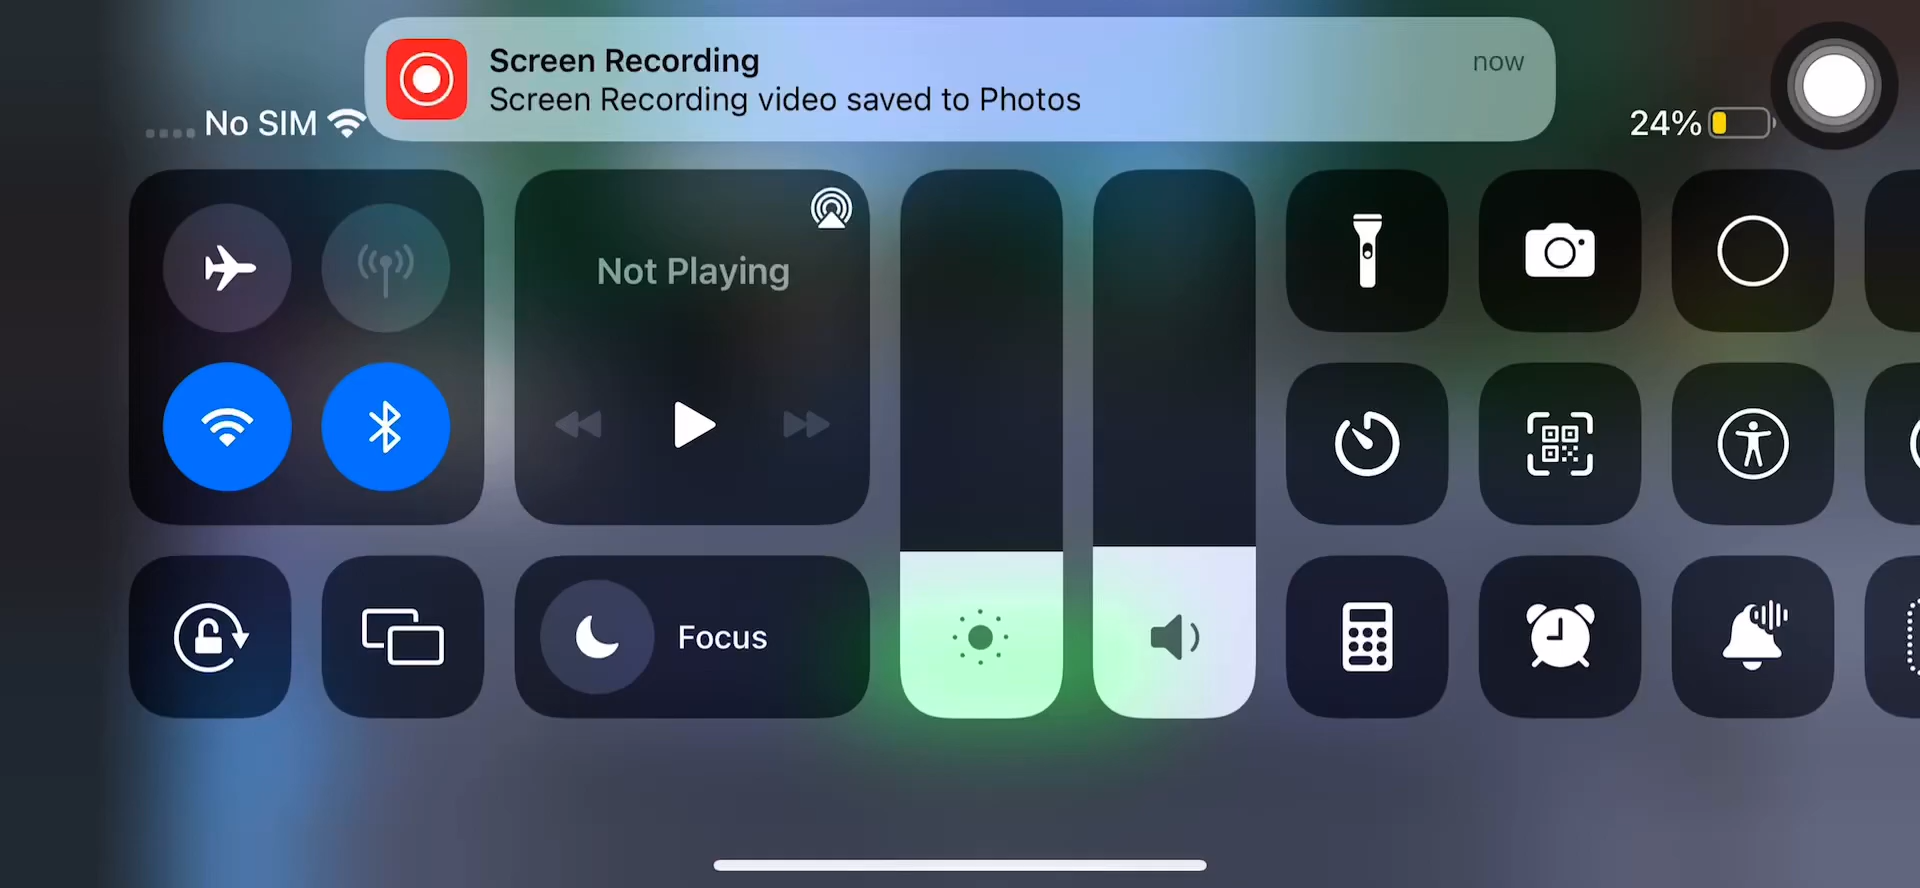 Screen Recording
now
Screen Recording video saved to Photos
No SIM
24%
Not Playing
Focus